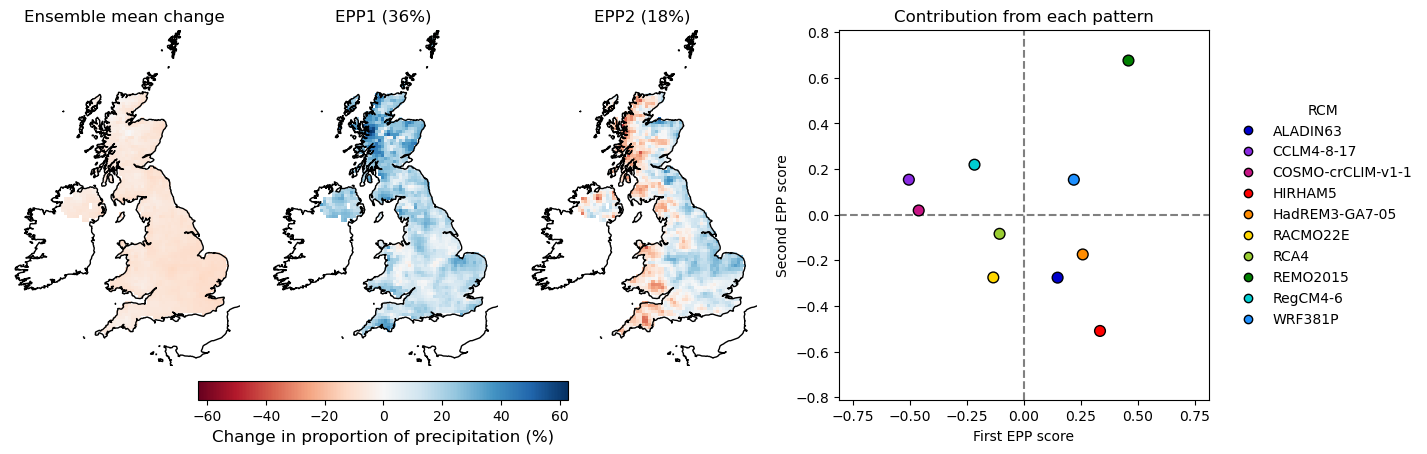 Ensemble mean change
EPP1 (36%)
EPP2 (18%)
−60 −40 −20 0 20 40 60
Change in proportion of precipitation (%)
Contribution from each pattern
Second EPP score
0.8
0.6
0.4
0.2
0.0
−0.2
−0.4
−0.6
−0.8
−0.75 −0.50 −0.25 0.00 0.25 0.50 0.75
First EPP score
RCM
ALADIN63
CCLM4-8-17
COSMO-crCLIM-v1-1
HIRHAM5
HadREM3-GA7-05
RACMO22E
RCA4
REMO2015
RegCM4-6
WRF381P